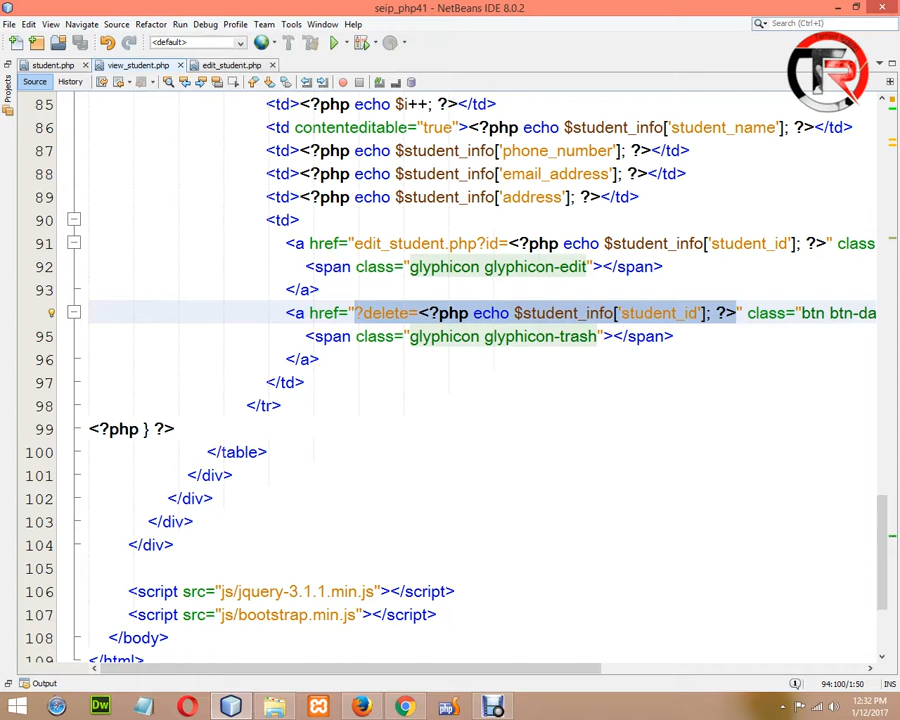 seip_php41 - NetBeans IDE 8.0.2
File Edit View Navigate Source Refactor Run Debug Profile Team Tools Window Help
<default>
Search (Ctrl+I)
student.php view_student.php edit_student.php
Source History
Projects
85 <td><?php echo $i++; ?></td>
86 <td contenteditable="true"><?php echo $student_info['student_name']; ?></td>
87 <td><?php echo $student_info['phone_number']; ?></td>
88 <td><?php echo $student_info['email_address']; ?></td>
89 <td><?php echo $student_info['address']; ?></td>
90 <td>
91 <a href="edit_student.php?id=<?php echo $student_info['student_id']; ?>" class
92 <span class="glyphicon glyphicon-edit"></span>
93 </a>
<a href="?delete=<?php echo $student_info['student_id']; ?>" class="btn btn-da
95 <span class="glyphicon glyphicon-trash"></span>
96 </a>
97 </td>
98 </tr>
99 <?php } ?>
100 </table>
101 </div>
102 </div>
103 </div>
104 </div>
105
106 <script src="js/jquery-3.1.1.min.js"></script>
107 <script src="js/bootstrap.min.js"></script>
108 </body>
109 </html>
Output
94:100/1:50 INS
Dw
php
12:32 PM
1/12/2017